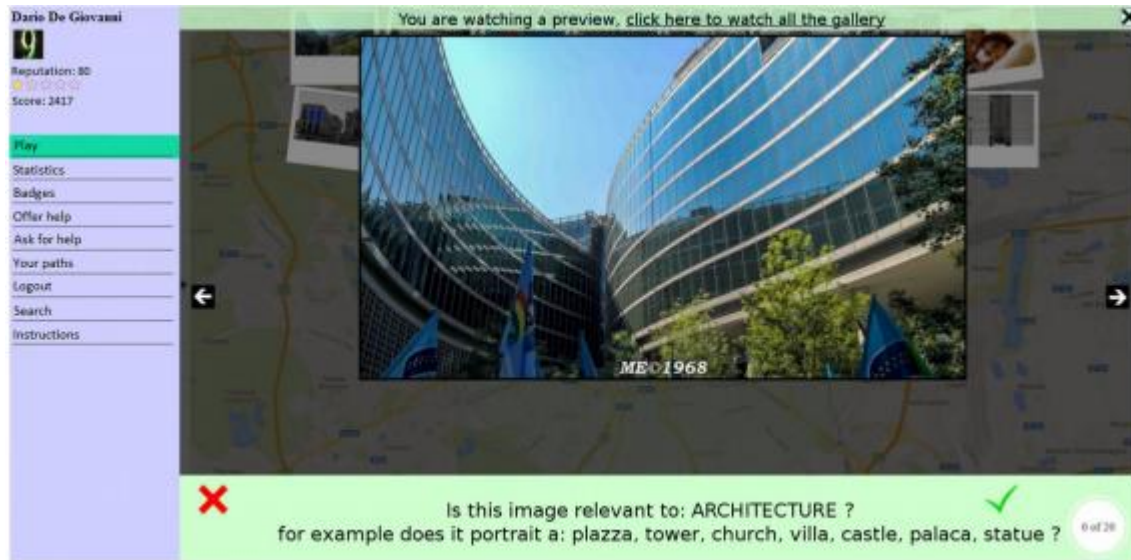 Dario De Giovanni
9
Reputation: 80
Score: 2417
Play
Statistics
Badges
Offer help
Ask for help
Your paths
Logout
Search
Instructions
You are watching a preview, click here to watch all the gallery
ME©1968
Is this image relevant to: ARCHITECTURE ?
for example does it portrait a: plazza, tower, church, villa, castle, palaca, statue ?
0 of 20